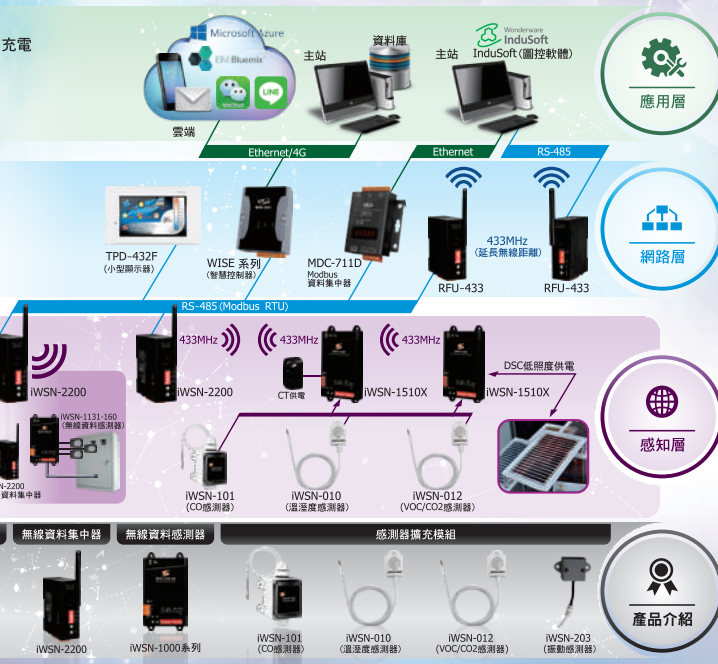 充電
Microsoft Azure
IBM Bluemix
WeChat
LINE
雲端
主站
資料庫
主站
Wonderware
InduSoft
InduSoft(圖控軟體)
應用層
Ethernet/4G
Ethernet
RS-485
TPD-432F
(小型顯示器)
WISE 系列
(智慧控制器)
MDC-711D
Modbus
資料集中器
433MHz
(延長無線距離)
RFU-433
RFU-433
網路層
RS-485(Modbus RTU)
433MHz
433MHz
433MHz
DSC低照度供電
iWSN-2200
iWSN-2200
CT供電
iWSN-1510X
iWSN-1510X
iWSN-1131-160
(無線資料感測器)
N-2200
資料集中器
iWSN-101
(CO感測器)
iWSN-010
(溫溼度感測器)
iWSN-012
(VOC/CO2感測器)
感知層
無線資料集中器
無線資料感測器
感測器擴充模組
iWSN-2200
iWSN-1000系列
iWSN-101
(CO感測器)
iWSN-010
(溫溼度感測器)
iWSN-012
(VOC/CO2感測器)
iWSN-203
(振動感測器)
產品介紹